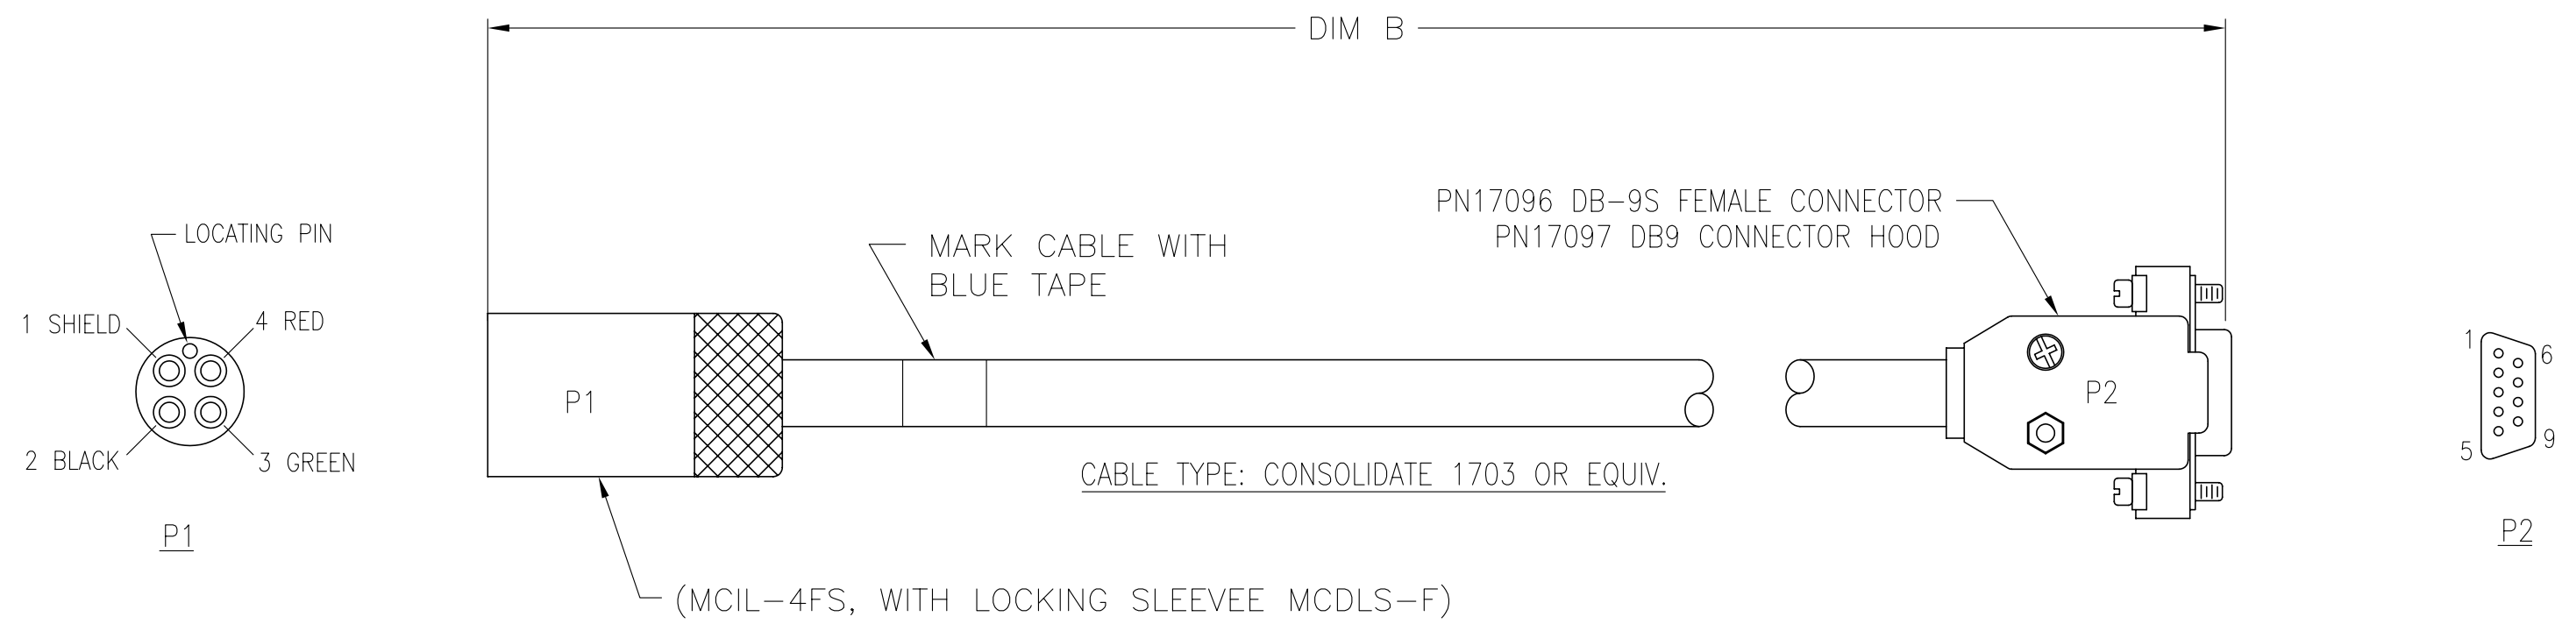 DIM B
PN17096 DB-9S FEMALE CONNECTOR
PN17097 DB9 CONNECTOR HOOD
LOCATING PIN
MARK CABLE WITH
BLUE TAPE
1 SHIELD
4 RED
2 BLACK
3 GREEN
P1
P1
P2
1
6
5
9
CABLE TYPE: CONSOLIDATE 1703 OR EQUIV.
P2
(MCIL-4FS, WITH LOCKING SLEEVEE MCDLS-F)